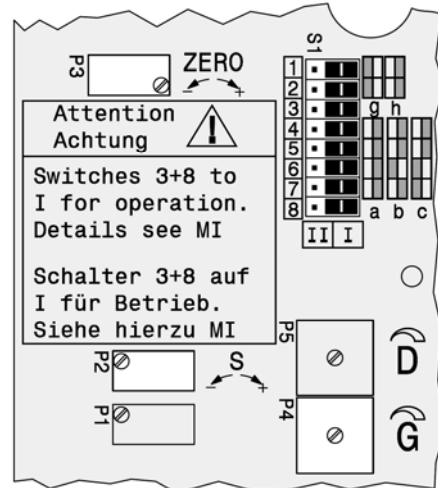 S1
P3
ZERO
- +
1
2
3
4
5
6
7
8
g h
a b c
II I
Attention
Achtung
!
Switches 3+8 to
I for operation.
Details see MI
Schalter 3+8 auf
I für Betrieb.
Siehe hierzu MI
P2
S
- +
P1
P5
D
P4
G